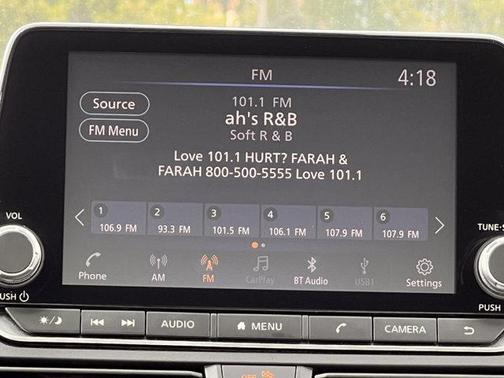 FM 4:18
Source
101.1 FM
ah's R&B
FM Menu
Soft R & B
Love 101.1 HURT? FARAH &
FARAH 800-500-5555 Love 101.1
1 2 3 4 5 6
106.9 FM 93.3 FM 101.5 FM 106.1 FM 107.9 FM 107.9 FM
VOL
TUNE·S
Phone AM FM CarPlay BT Audio USB1 Settings
PUSH
PUSH
AUDIO MENU CAMERA
OFF